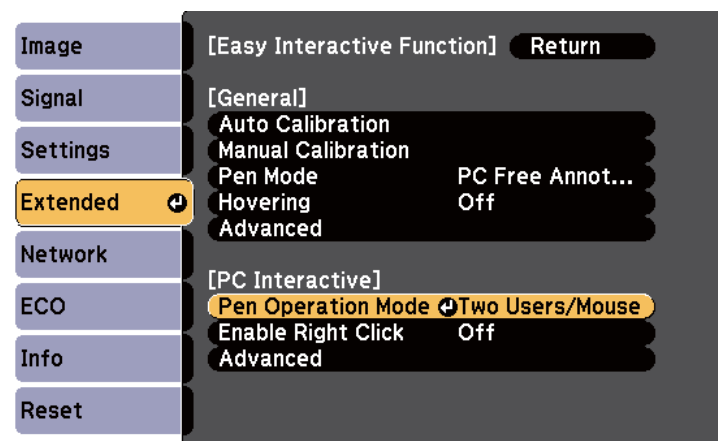 Image
Signal
Settings
Extended
Network
ECO
Info
Reset
[Easy Interactive Function] Return
[General]
Auto Calibration
Manual Calibration
Pen Mode PC Free Annot...
Hovering Off
Advanced
[PC Interactive]
Pen Operation Mode Two Users/Mouse
Enable Right Click Off
Advanced